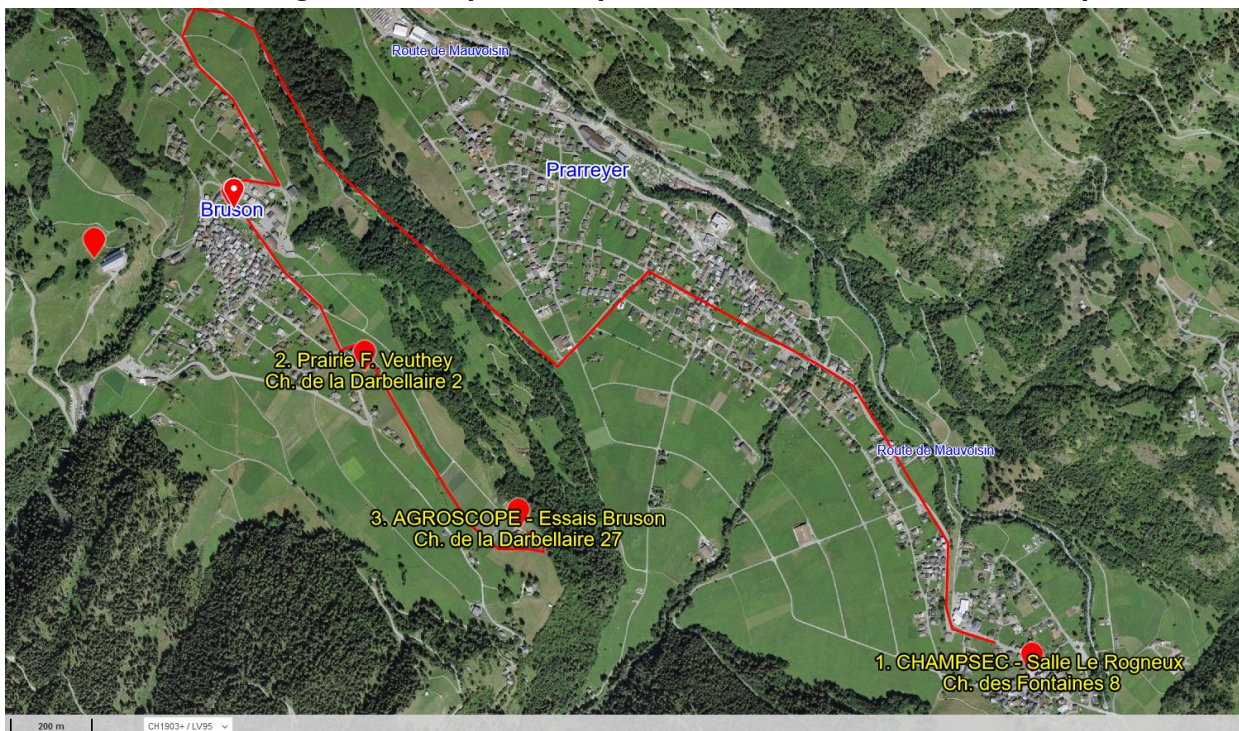 Route de Mauvoisin
Prarreyer
Bruson
2. Prairie F. Veuthey
Ch. de la Darbellaire 2
Route de Mauvoisin
3. AGROSCOPE - Essais Bruson
Ch. de la Darbellaire 27
1. CHAMPSEC - Salle Le Rogneux
Ch. des Fontaines 8
200 m
CH1903+ / LV95